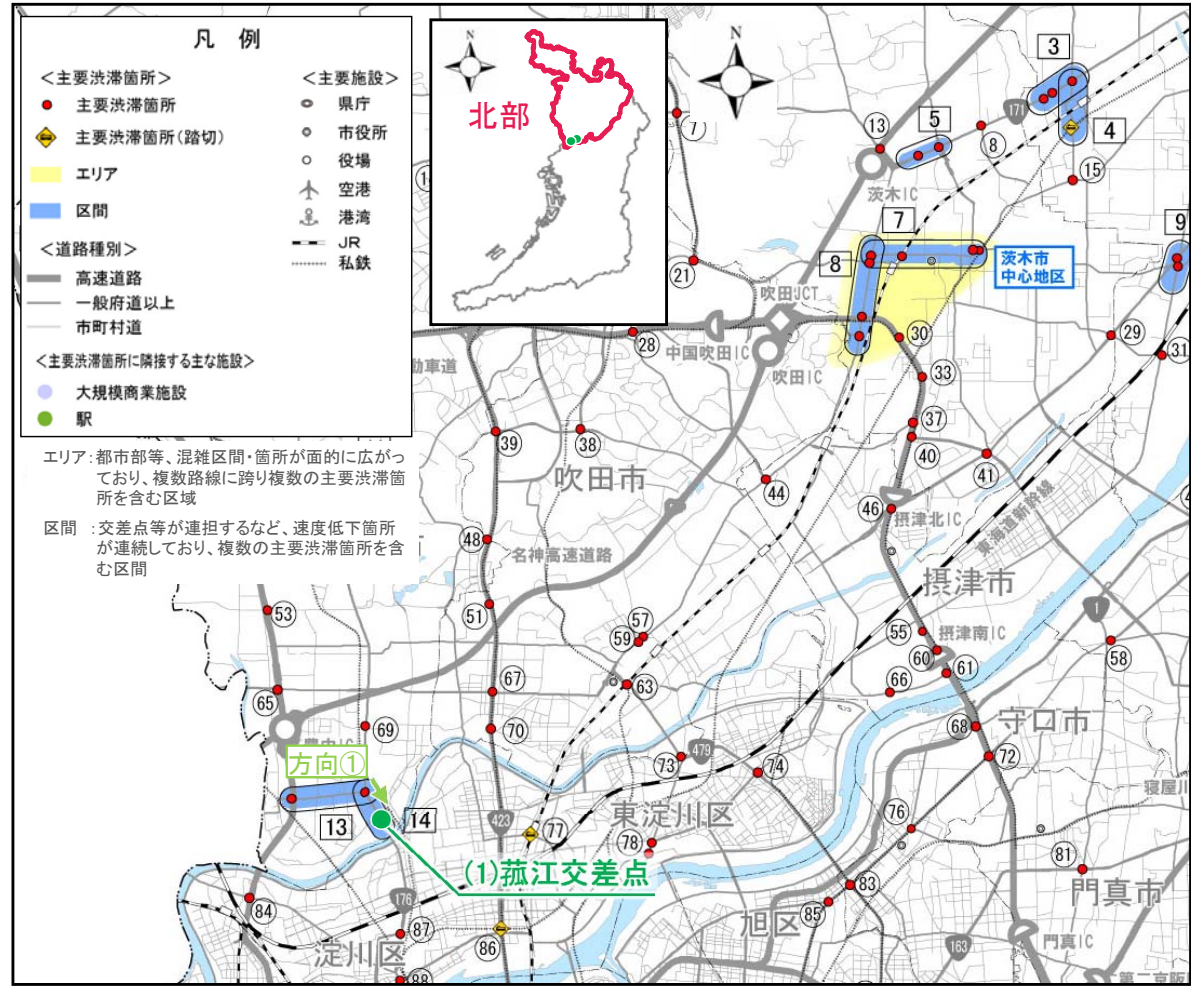 凡　例
＜主要渋滞箇所＞
主要渋滞箇所
主要渋滞箇所(踏切)
エリア
区間
＜道路種別＞
高速道路
一般府道以上
市町村道
＜主要渋滞箇所に隣接する主な施設＞
大規模商業施設
駅
＜主要施設＞
県庁
市役所
役場
空港
港湾
JR
私鉄
エリア：都市部等、混雑区間・箇所が面的に広がっ
ており、複数路線に跨り複数の主要渋滞箇
所を含む区域
区間　：交差点等が連担するなど、速度低下箇所
が連続しており、複数の主要渋滞箇所を含
む区間
N
北部
N
3
171
4
5
13
8
7
茨木IC
15
7
9
8
茨木市
中心地区
21
吹田JCT
28
中国吹田IC
吹田IC
30
29
31
動車道
33
39
38
37
40
41
吹田市
44
46
摂津北IC
東海道新幹線
48
名神高速道路
摂津市
53
51
1
57
59
55
摂津南IC
60
58
65
67
63
61
66
69
70
68
守口市
方向①
73
479
74
72
寝屋川
13
14
423
77
東淀川区
76
78
(1)菰江交差点
81
84
176
83
門真市
87
86
85
旭区
淀川区
163
門真IC
88
第二京阪